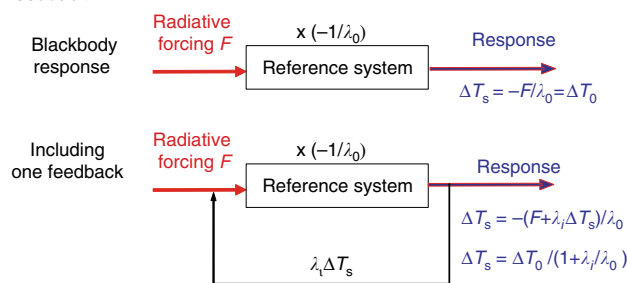 Radiative
forcing F
x (−1/λ₀)
Blackbody
response
Reference system
Response
ΔTₛ = −F/λ₀=ΔT₀
Radiative
forcing F
x (−1/λ₀)
Including
one feedback
Reference system
Response
ΔTₛ = −(F+λᵢΔTₛ)/λ₀
ΔTₛ = ΔT₀ /(1+λᵢ/λ₀ )
λᵢΔTₛ